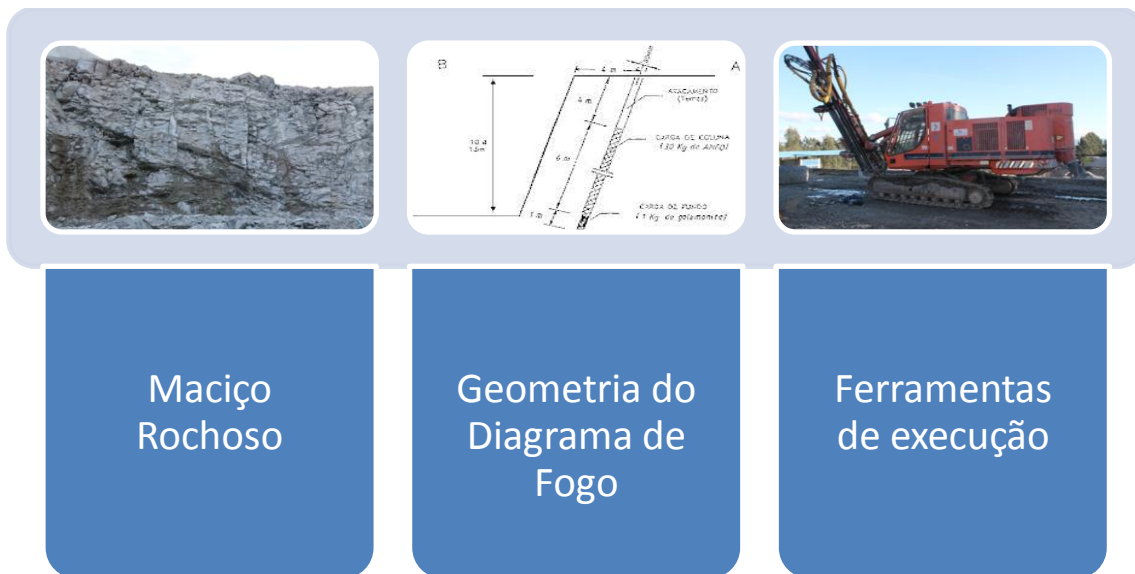 B
A
4 m
4 m
ATACAMENTO
(Terra)
CARGA DE COLUNA
6 m
CARGA DE FUNDO
1 m
Maciço
Rochoso
Geometria do
Diagrama de
Fogo
Ferramentas
de execução